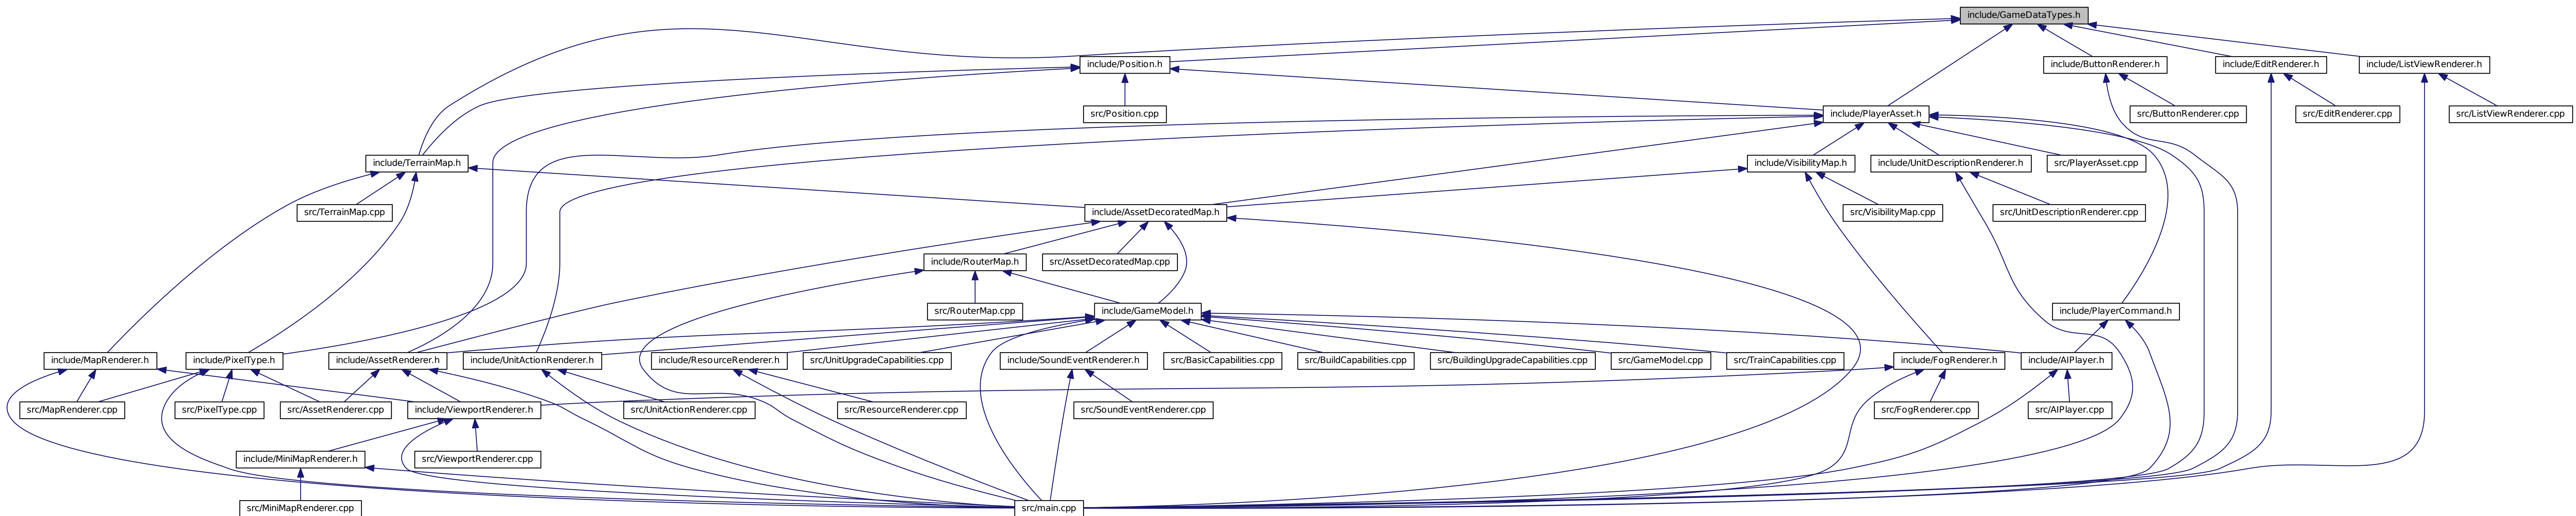 include/GameDataTypes.h
include/Position.h
include/ButtonRenderer.h
include/EditRenderer.h
include/ListViewRenderer.h
src/Position.cpp
include/PlayerAsset.h
src/ButtonRenderer.cpp
src/EditRenderer.cpp
src/ListViewRenderer.cpp
include/TerrainMap.h
include/VisibilityMap.h
include/UnitDescriptionRenderer.h
src/PlayerAsset.cpp
src/TerrainMap.cpp
include/AssetDecoratedMap.h
src/VisibilityMap.cpp
src/UnitDescriptionRenderer.cpp
include/RouterMap.h
src/AssetDecoratedMap.cpp
src/RouterMap.cpp
include/GameModel.h
include/PlayerCommand.h
include/MapRenderer.h
include/PixelType.h
include/AssetRenderer.h
include/UnitActionRenderer.h
include/ResourceRenderer.h
src/UnitUpgradeCapabilities.cpp
include/SoundEventRenderer.h
src/BasicCapabilities.cpp
src/BuildCapabilities.cpp
src/BuildingUpgradeCapabilities.cpp
src/GameModel.cpp
src/TrainCapabilities.cpp
include/FogRenderer.h
include/AIPlayer.h
src/MapRenderer.cpp
src/PixelType.cpp
src/AssetRenderer.cpp
include/ViewportRenderer.h
src/UnitActionRenderer.cpp
src/ResourceRenderer.cpp
src/SoundEventRenderer.cpp
src/FogRenderer.cpp
src/AIPlayer.cpp
include/MiniMapRenderer.h
src/ViewportRenderer.cpp
src/MiniMapRenderer.cpp
src/main.cpp